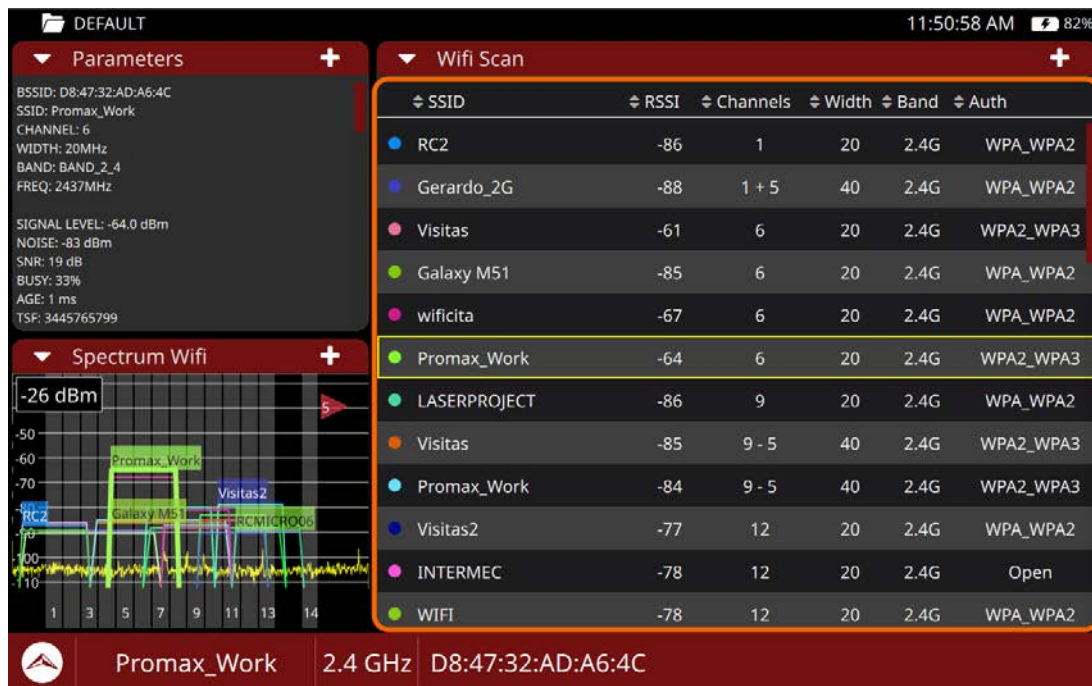 DEFAULT
11:50:58 AM 82%
Parameters
BSSID: D8:47:32:AD:A6:4C
SSID: Promax_Work
CHANNEL: 6
WIDTH: 20MHz
BAND: BAND_2_4
FREQ: 2437MHz
SIGNAL LEVEL: -64.0 dBm
NOISE: -83 dBm
SNR: 19 dB
BUSY: 33%
AGE: 1 ms
TSF: 3445765799
Spectrum Wifi
-26 dBm
5
-50
-60
Promax_Work
-70
Visitas2
RC2
Galaxy M51
RCMICRO06
1 3 5 7 9 11 13 14
Wifi Scan
SSID RSSI Channels Width Band Auth
RC2 -86 1 20 2.4G WPA_WPA2
Gerardo_2G -88 1 + 5 40 2.4G WPA_WPA2
Visitas -61 6 20 2.4G WPA2_WPA3
Galaxy M51 -85 6 20 2.4G WPA_WPA2
wificita -67 6 20 2.4G WPA_WPA2
Promax_Work -64 6 20 2.4G WPA2_WPA3
LASERPROJECT -86 9 20 2.4G WPA_WPA2
Visitas -85 9 - 5 40 2.4G WPA2_WPA3
Promax_Work -84 9 - 5 40 2.4G WPA2_WPA3
Visitas2 -77 12 20 2.4G WPA_WPA2
INTERMEC -78 12 20 2.4G Open
WIFI -78 12 20 2.4G WPA_WPA2
Promax_Work 2.4 GHz D8:47:32:AD:A6:4C